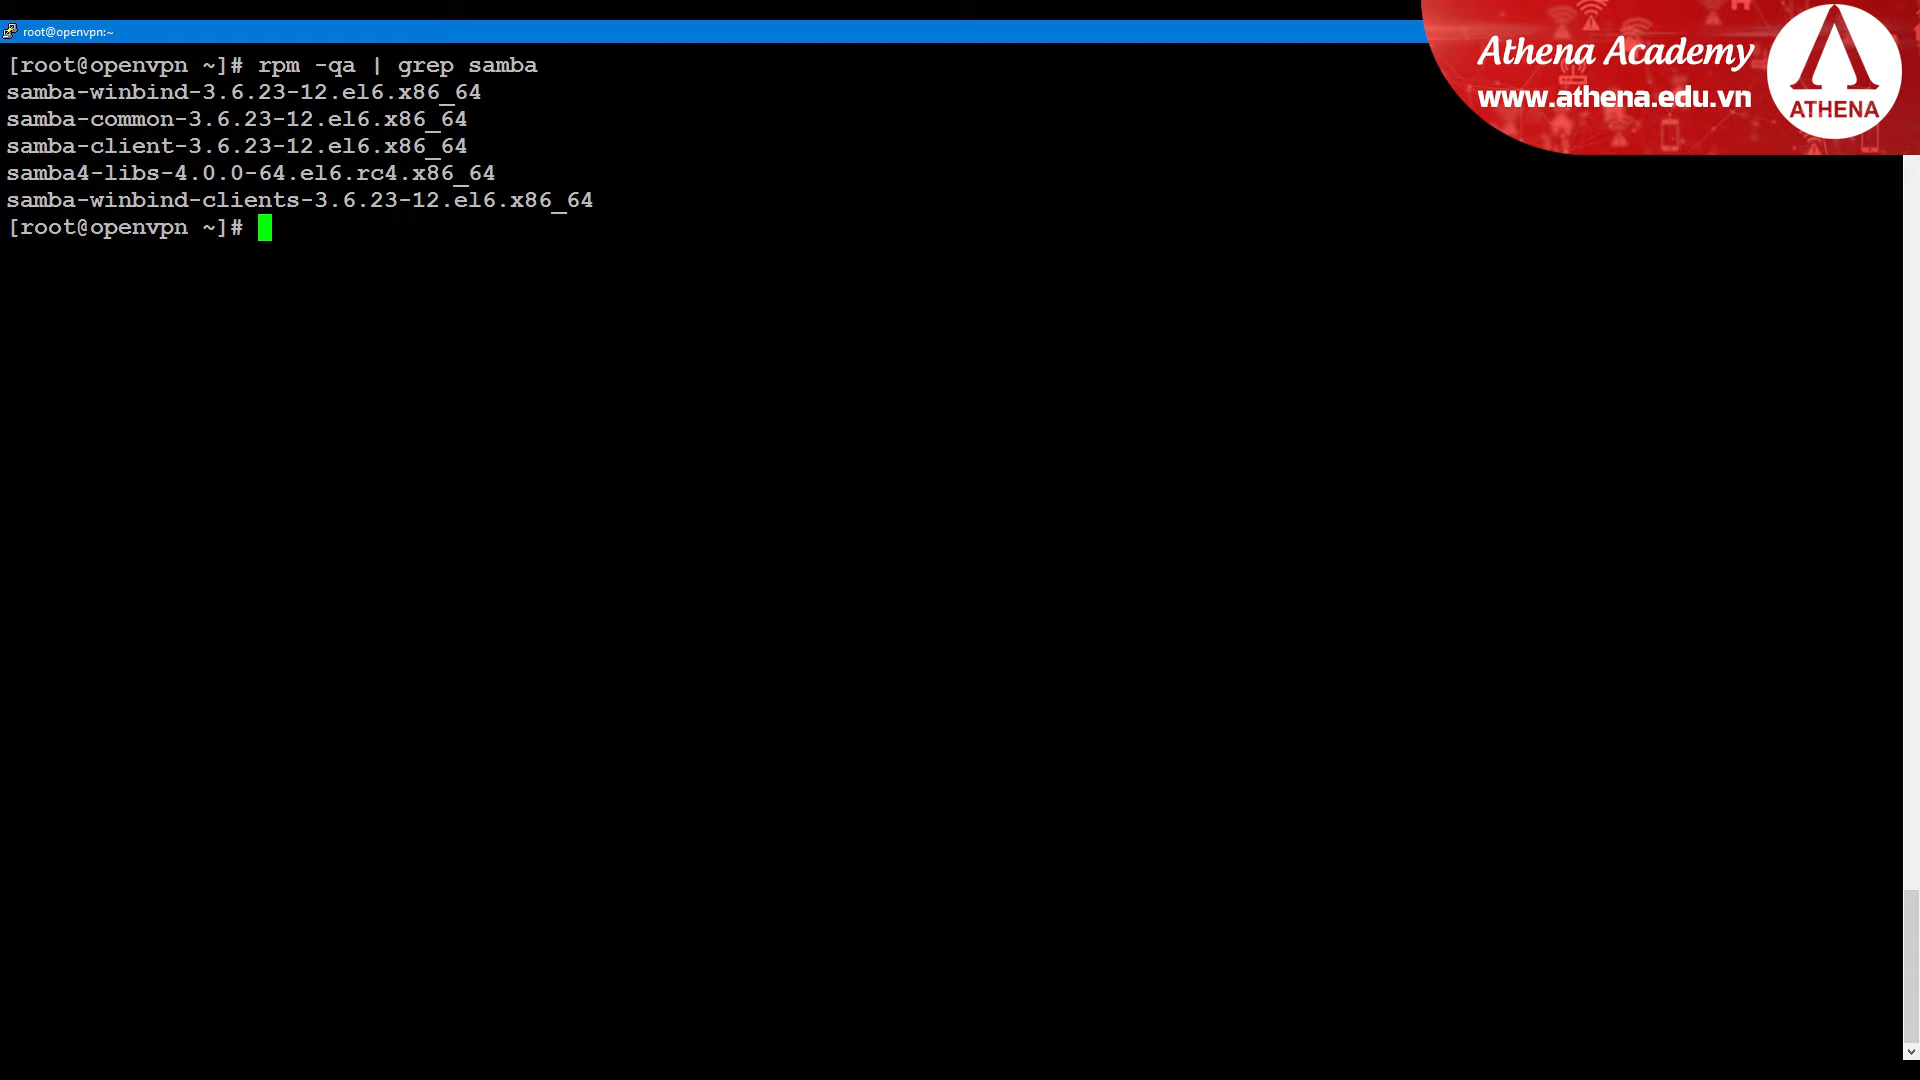 root@openvpn:~
[root@openvpn ~]# rpm -qa | grep samba
samba-winbind-3.6.23-12.el6.x86_64
samba-common-3.6.23-12.el6.x86_64
samba-client-3.6.23-12.el6.x86_64
samba4-libs-4.0.0-64.el6.rc4.x86_64
samba-winbind-clients-3.6.23-12.el6.x86_64
[root@openvpn ~]#
Athena Academy
www.athena.edu.vn
ATHENA